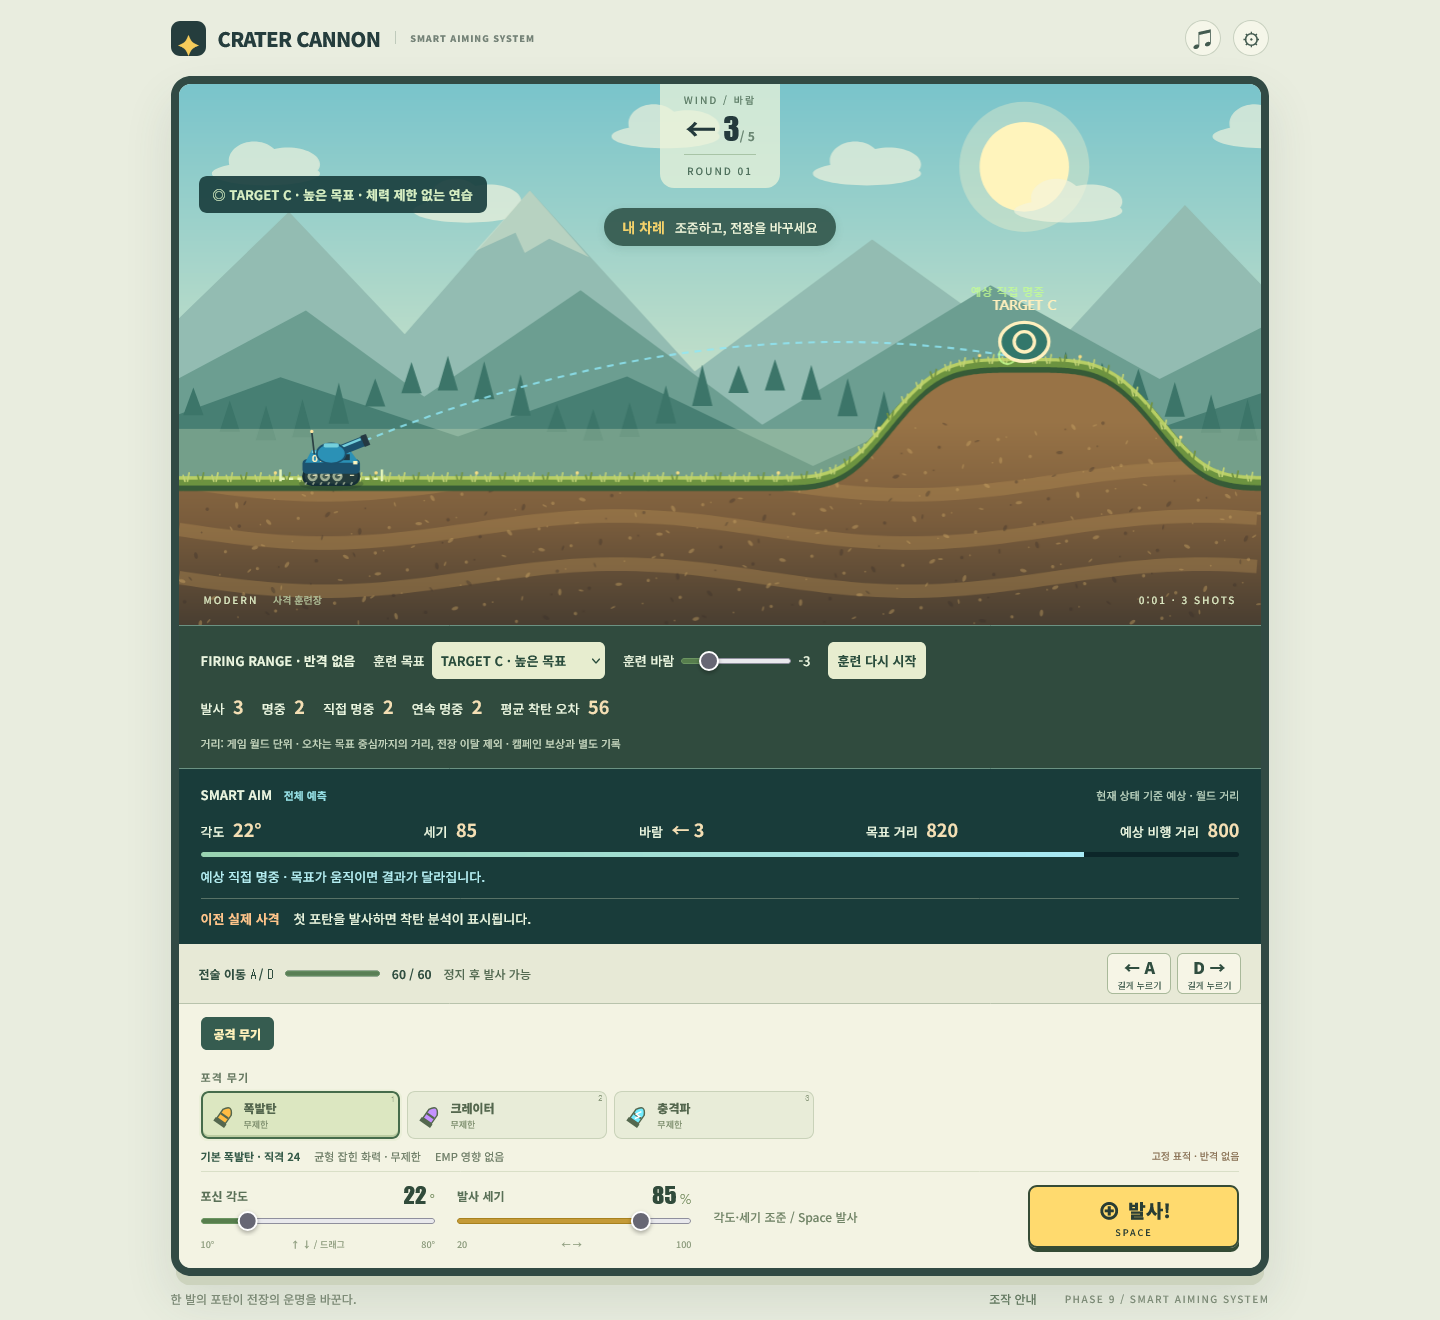 CRATER CANNON
SMART AIMING SYSTEM
WIND / 바람
← 3 / 5
ROUND 01
◎ TARGET C · 높은 목표 · 체력 제한 없는 연습
내 차례 조준하고, 전장을 바꾸세요
예상 직접 명중
TARGET C
MODERN 사격 훈련장
0:01 · 3 SHOTS
FIRING RANGE · 반격 없음 훈련 목표 TARGET C · 높은 목표 훈련 바람 -3 훈련 다시 시작
발사 3 명중 2 직접 명중 2 연속 명중 2 평균 착탄 오차 56
거리: 게임 월드 단위 · 오차는 목표 중심까지의 거리, 전장 이탈 제외 · 캠페인 보상과 별도 기록
SMART AIM 전체 예측 현재 상태 기준 예상 · 월드 거리
각도 22° 세기 85 바람 ← 3 목표 거리 820 예상 비행 거리 800
예상 직접 명중 · 목표가 움직이면 결과가 달라집니다.
이전 실제 사격 첫 포탄을 발사하면 착탄 분석이 표시됩니다.
전술 이동 A/ D 60 / 60 정지 후 발사 가능
← A
길게 누르기
D →
길게 누르기
공격 무기
포격 무기
폭발탄 1
무제한
크레이터 2
무제한
충격파 3
무제한
기본 폭발탄 · 직격 24 균형 잡힌 화력 · 무제한 EMP 영향 없음 고정 표적 · 반격 없음
포신 각도 22 °
10° ↑ ↓ / 드래그 80°
발사 세기 85 %
20 ←→ 100
각도·세기 조준 / Space 발사
⊕ 발사!
SPACE
한 발의 포탄이 전장의 운명을 바꾼다.
조작 안내 PHASE 9 / SMART AIMING SYSTEM